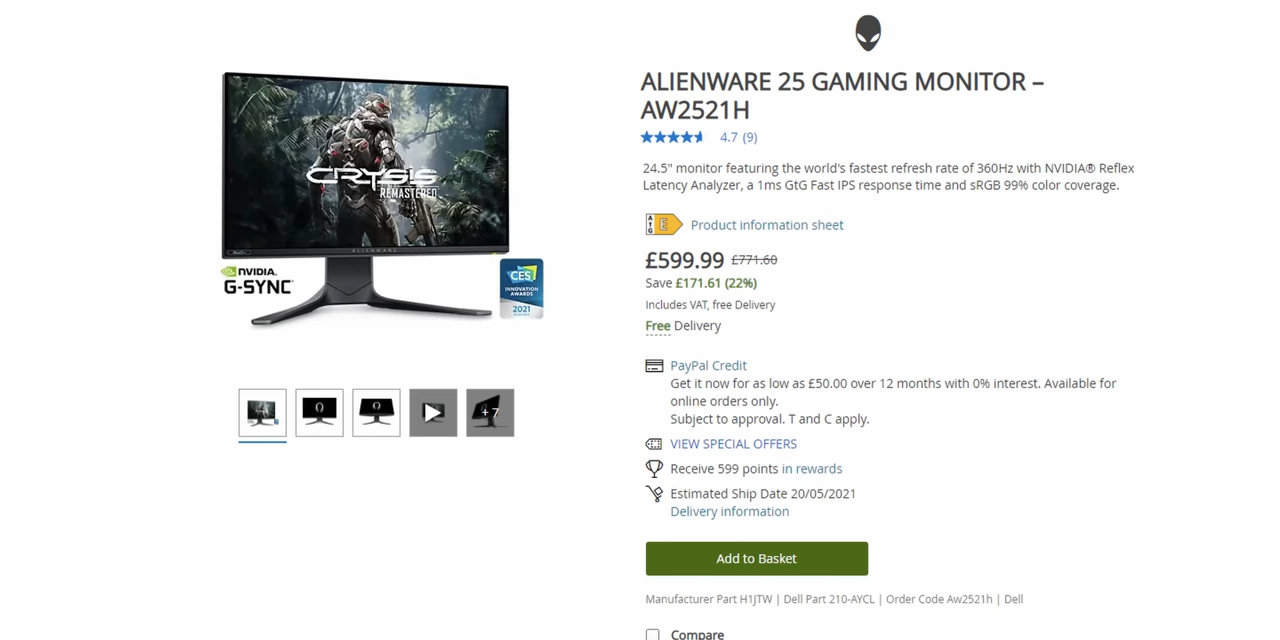 ALIENWARE 25 GAMING MONITOR –
AW2521H
4.7 (9)
24.5" monitor featuring the world's fastest refresh rate of 360Hz with NVIDIA® Reflex
Latency Analyzer, a 1ms GtG Fast IPS response time and sRGB 99% color coverage.
A
G
E
Product information sheet
£599.99 £771.60
Save £171.61 (22%)
Includes VAT, free Delivery
Free Delivery
PayPal Credit
Get it now for as low as £50.00 over 12 months with 0% interest. Available for
online orders only.
Subject to approval. T and C apply.
VIEW SPECIAL OFFERS
Receive 599 points in rewards
Estimated Ship Date 20/05/2021
Delivery information
Add to Basket
Manufacturer Part H1JTW | Dell Part 210-AYCL | Order Code Aw2521h | Dell
Compare
CRYSIS
REMASTERED
ALIENWARE
NVIDIA.
G-SYNC
CES
INNOVATION
AWARDS
2021
+ 7